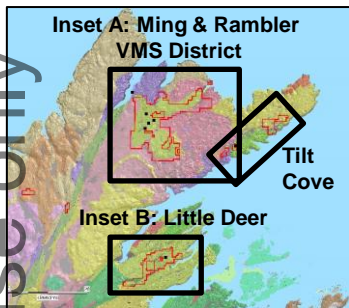 Inset A: Ming & Rambler
VMS District
Tilt
Cove
Inset B: Little Deer